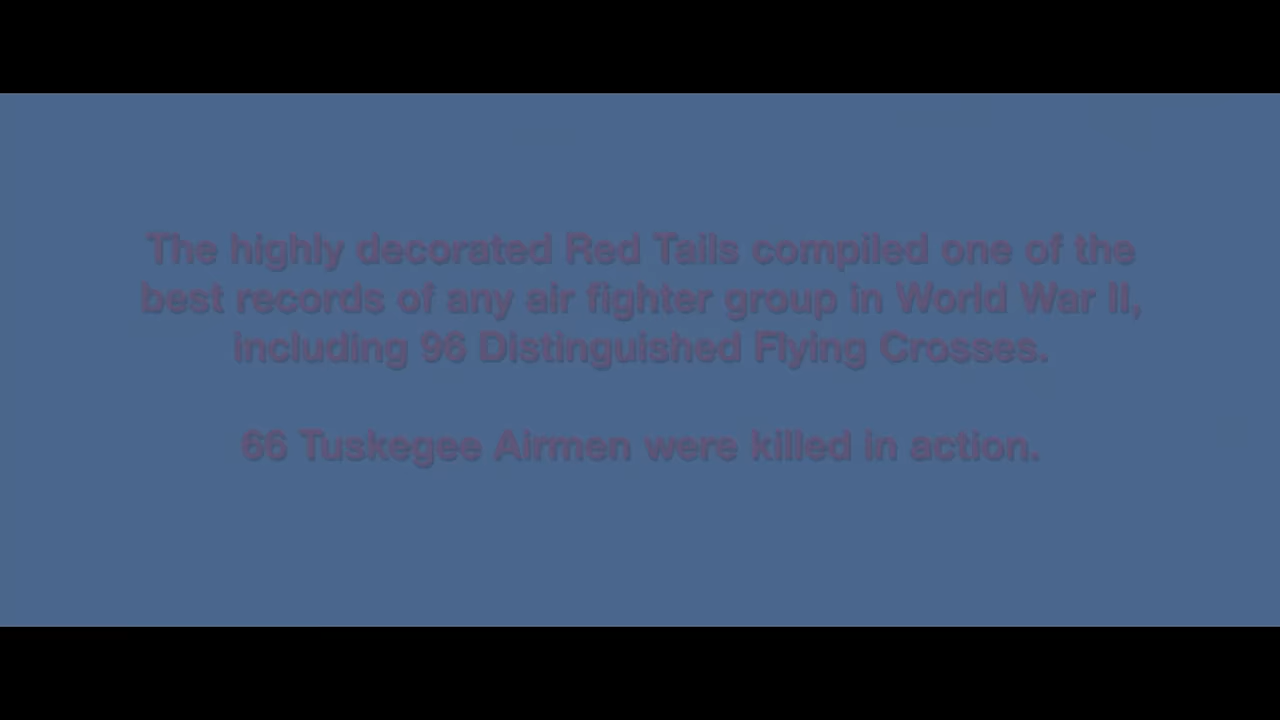 The highly decorated Red Tails compiled one of the
best records of any air fighter group in World War II,
including 96 Distinguished Flying Crosses.
66 Tuskegee Airmen were killed in action.